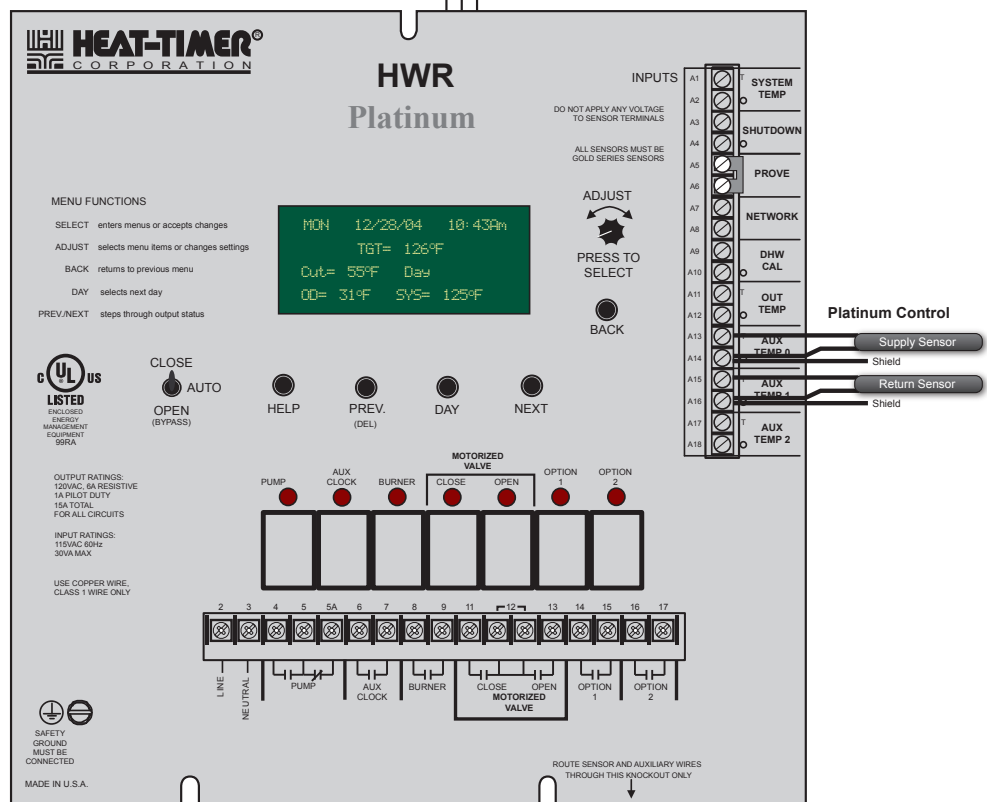 HEAT-TIMER®
CORPORATION
HWR
Platinum
INPUTS
DO NOT APPLY ANY VOLTAGE
TO SENSOR TERMINALS
ALL SENSORS MUST BE
GOLD SERIES SENSORS
A1 T
A2
SYSTEM
TEMP
A3
A4
SHUTDOWN
A5
A6
PROVE
A7
A8
NETWORK
A9
A10
DHW
CAL
A11 T
A12
OUT
TEMP
A13
A14
AUX
TEMP 0
A15 T
A16
AUX
TEMP 1
A17 T
A18
AUX
TEMP 2
Platinum Control
Supply Sensor
Shield
Return Sensor
Shield
MENU FUNCTIONS
SELECT enters menus or accepts changes
ADJUST selects menu items or changes settings
BACK returns to previous menu
DAY selects next day
PREV./NEXT steps through output status
MON 12/28/04 10:43Am
TGT= 126°F
Cut= 55°F Day
OD= 31°F SYS= 125°F
ADJUST
PRESS TO
SELECT
BACK
C UL US
LISTED
ENCLOSED
ENERGY
MANAGEMENT
EQUIPMENT
99RA
CLOSE
AUTO
OPEN
(BYPASS)
HELP
PREV.
(DEL)
DAY
NEXT
OUTPUT RATINGS:
120VAC, 6A RESISTIVE
1A PILOT DUTY
15A TOTAL
FOR ALL CIRCUITS
INPUT RATINGS:
115VAC 60Hz
30VA MAX
USE COPPER WIRE,
CLASS 1 WIRE ONLY
PUMP
AUX
CLOCK
BURNER
MOTORIZED
VALVE
CLOSE
OPEN
OPTION
1
OPTION
2
2 3 4 5 5A 6 7 8 9 11 12 13 14 15 16 17
LINE
NEUTRAL
PUMP
AUX
CLOCK
BURNER
CLOSE
OPEN
MOTORIZED
VALVE
OPTION
1
OPTION
2
SAFETY
GROUND
MUST BE
CONNECTED
MADE IN U.S.A.
ROUTE SENSOR AND AUXILIARY WIRES
THROUGH THIS KNOCKOUT ONLY